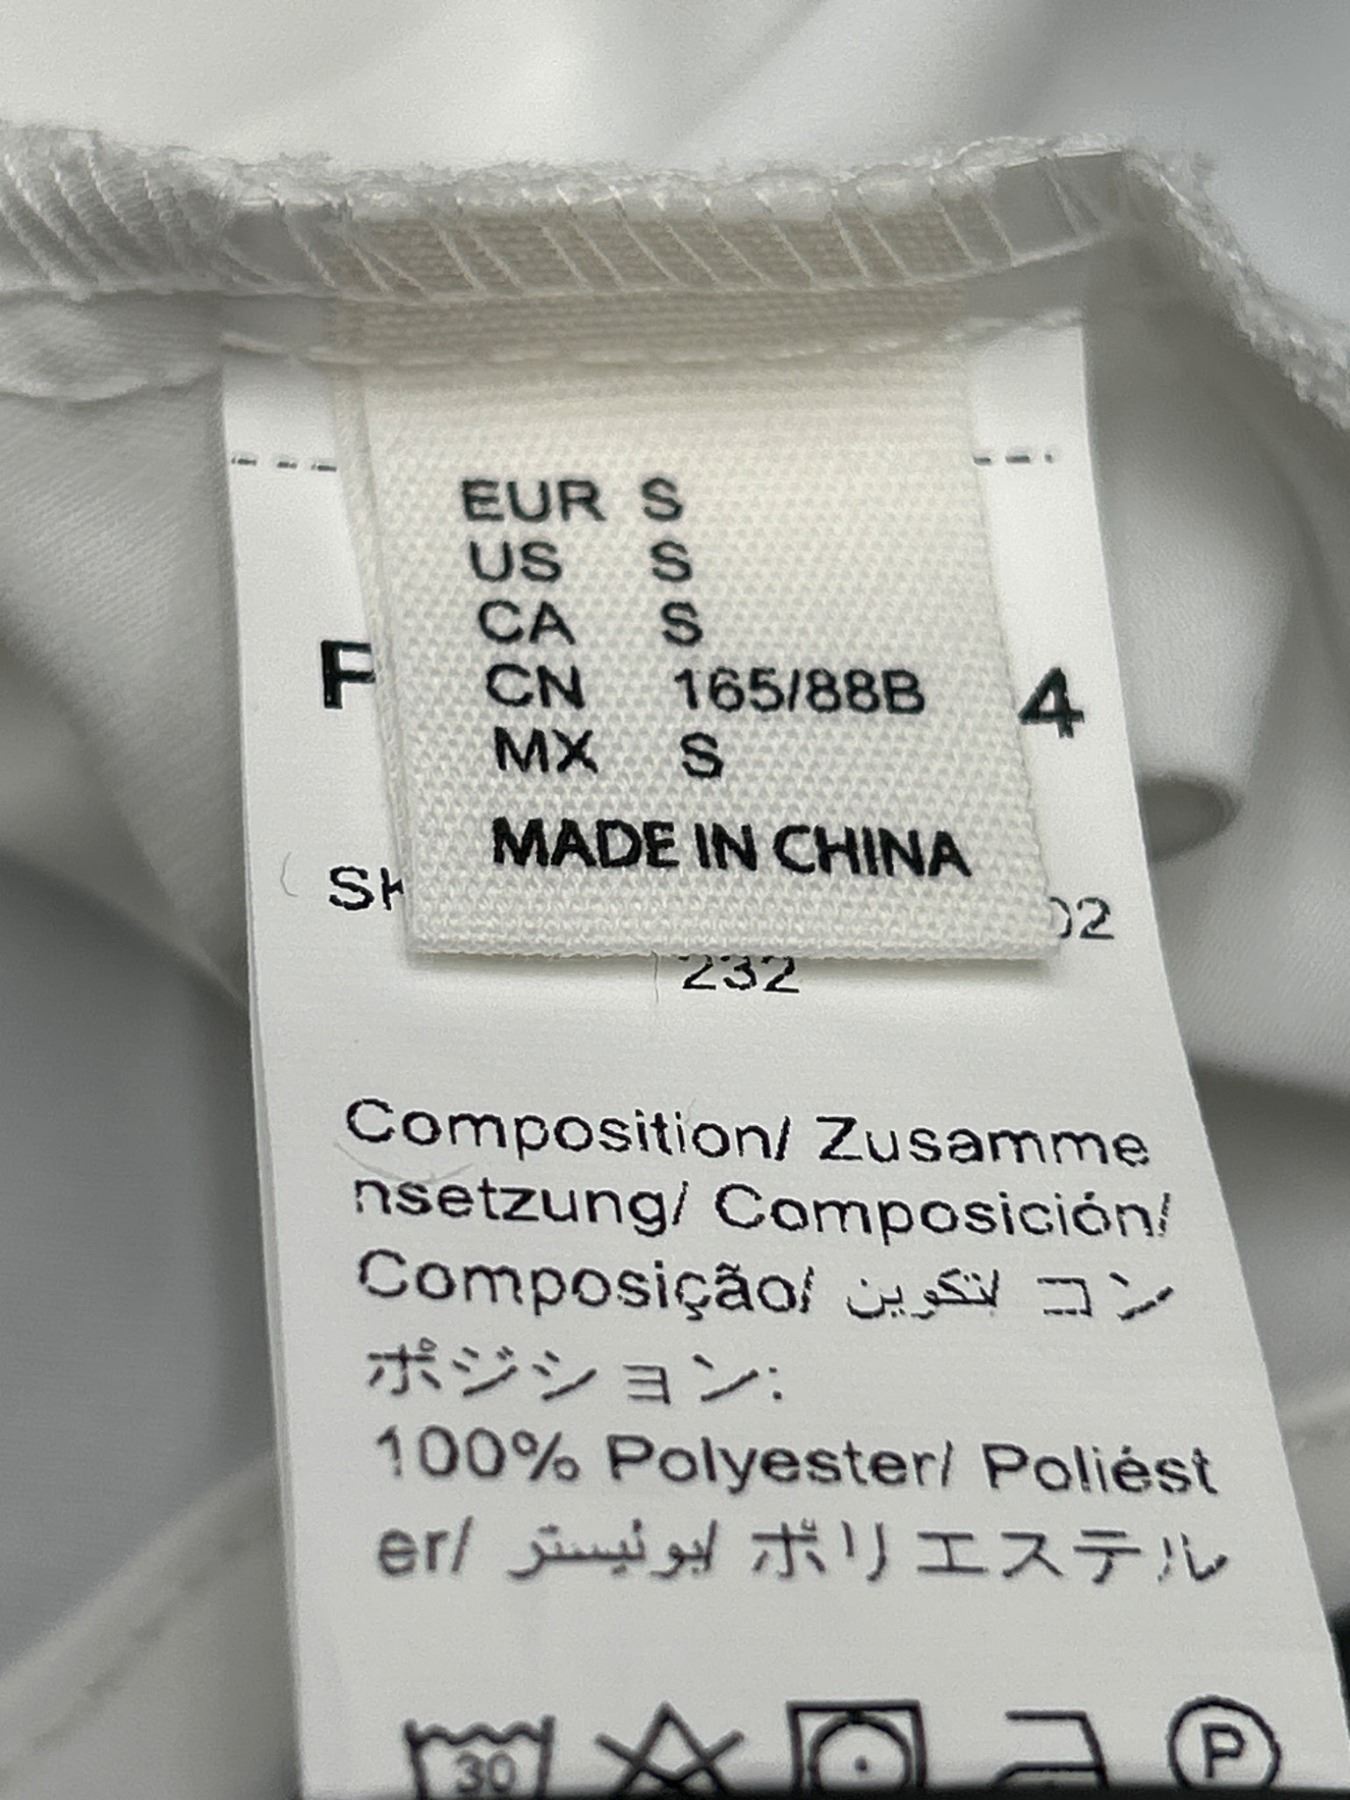 EUR S
US S
CA S
CN 165/88B
MX S
MADE IN CHINA
4
232
Composition/ Zusamme
nsetzung/ Composición/
Composição/ تكوين/ コン
ポジション:
100% Polyester/ Poliést
er/ بوليستر/ ポリエステル
30
P